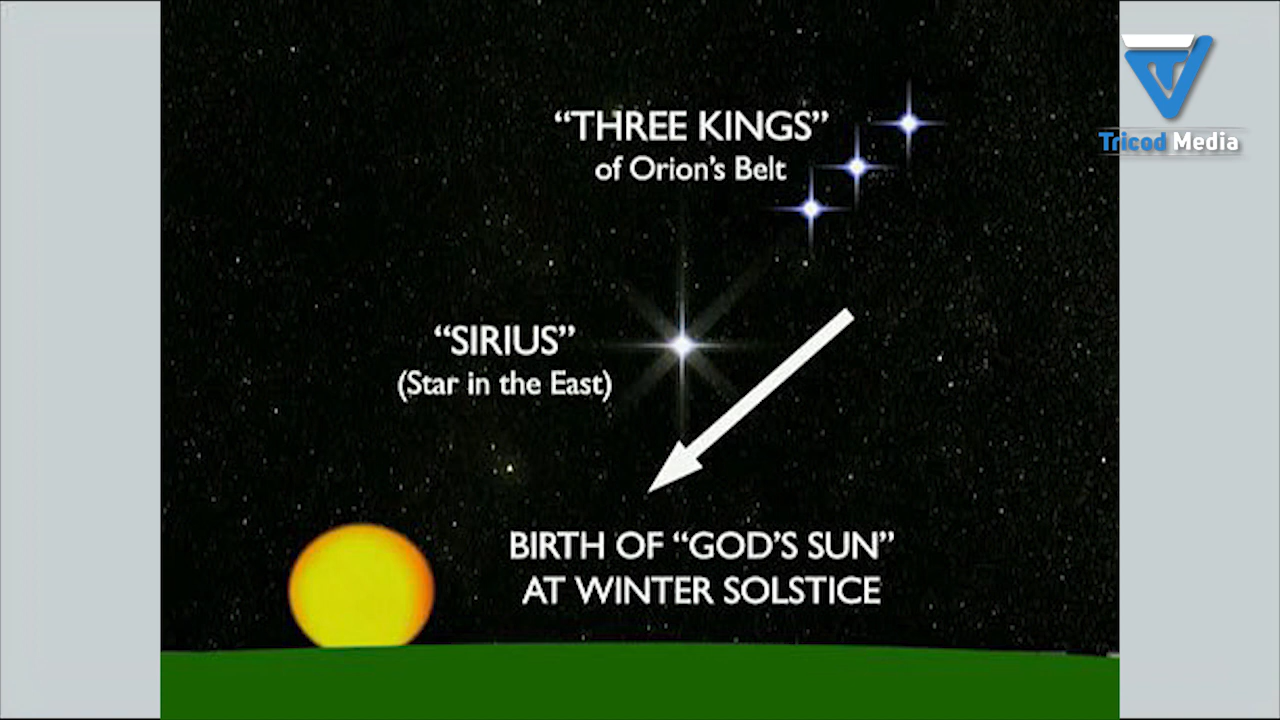 Tricod Media
“THREE KINGS”
of Orion’s Belt
“SIRIUS”
(Star in the East)
BIRTH OF “GOD’S SUN”
AT WINTER SOLSTICE